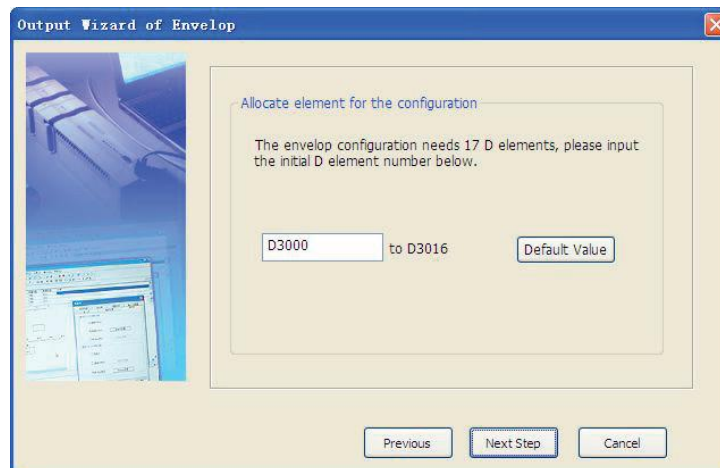 Output Wizard of Envelop
Allocate element for the configuration
The envelop configuration needs 17 D elements, please input
the initial D element number below.
D3000 to D3016 Default Value
Previous Next Step Cancel